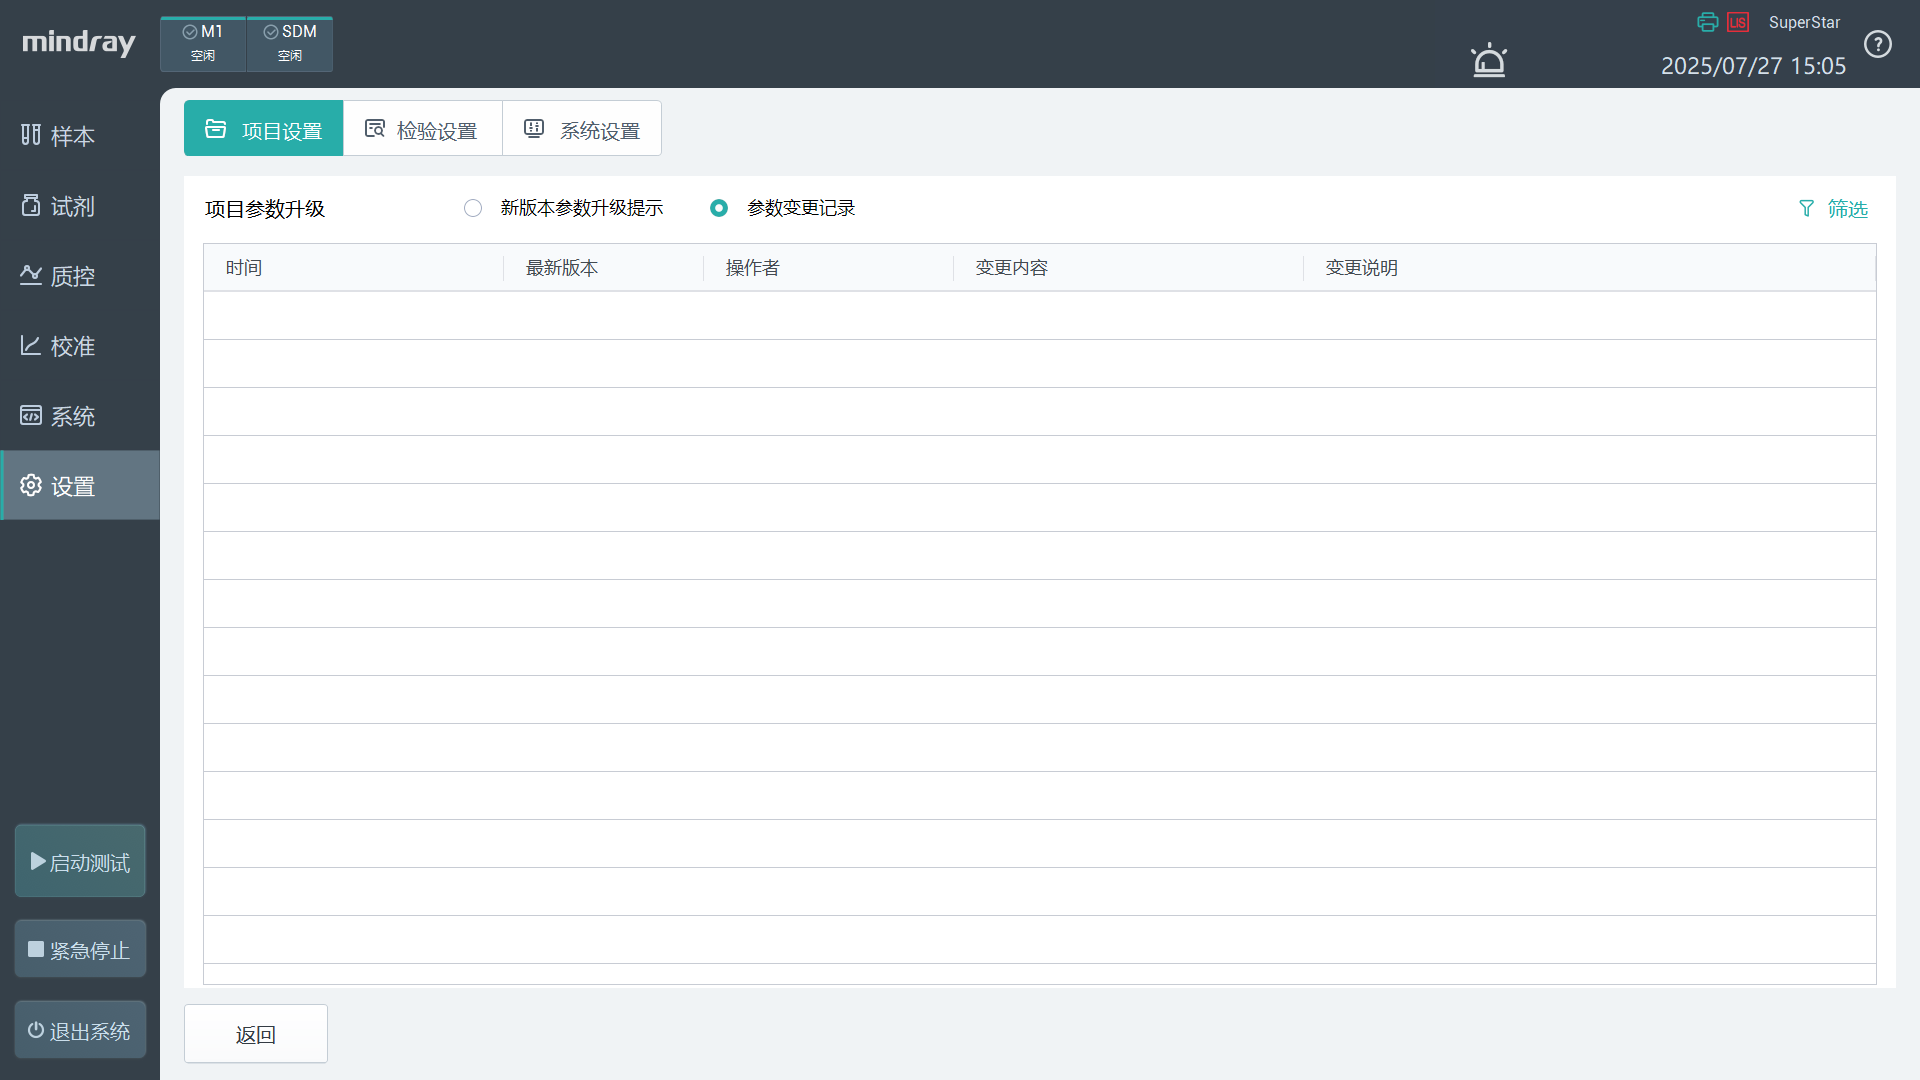 mindray
M1
空闲
SDM
空闲
LIS
SuperStar
2025/07/27 15:05
样本
试剂
质控
校准
系统
设置
启动测试
紧急停止
退出系统
项目设置
检验设置
系统设置
项目参数升级
新版本参数升级提示
参数变更记录
筛选
时间
最新版本
操作者
变更内容
变更说明
返回